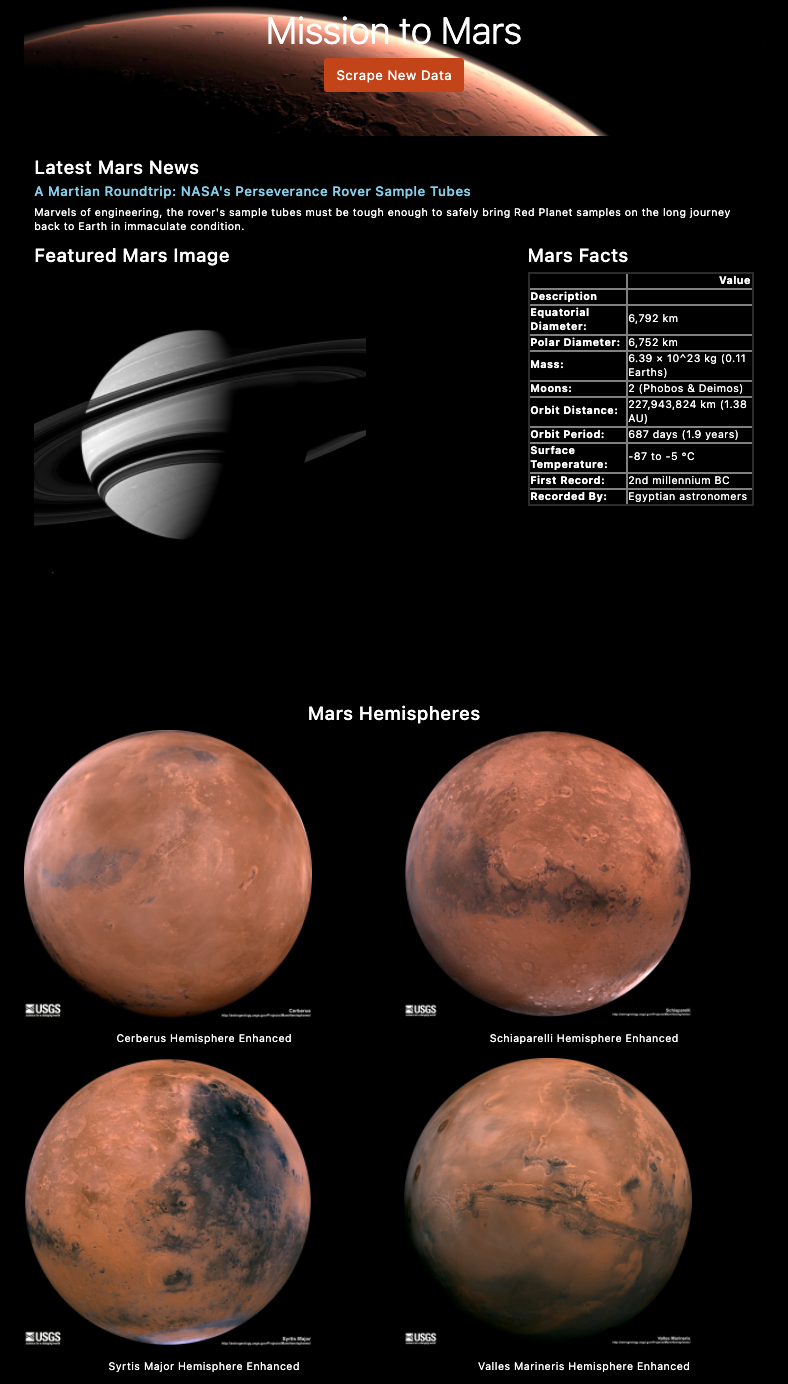 Mission to Mars
Scrape New Data
Latest Mars News
A Martian Roundtrip: NASA's Perseverance Rover Sample Tubes
Marvels of engineering, the rover's sample tubes must be tough enough to safely bring Red Planet samples on the long journey
back to Earth in immaculate condition.
Featured Mars Image
Mars Facts
Value
Description
Equatorial
Diameter:
6,792 km
Polar Diameter:
6,752 km
Mass:
6.39 × 10^23 kg (0.11
Earths)
Moons:
2 (Phobos & Deimos)
Orbit Distance:
227,943,824 km (1.38
AU)
Orbit Period:
687 days (1.9 years)
Surface
Temperature:
-87 to -5 °C
First Record:
2nd millennium BC
Recorded By:
Egyptian astronomers
Mars Hemispheres
USGS
Cerberus
USGS
Schiaparelli
Cerberus Hemisphere Enhanced
Schiaparelli Hemisphere Enhanced
USGS
Syrtis Major
USGS
Valles Marineris
Syrtis Major Hemisphere Enhanced
Valles Marineris Hemisphere Enhanced